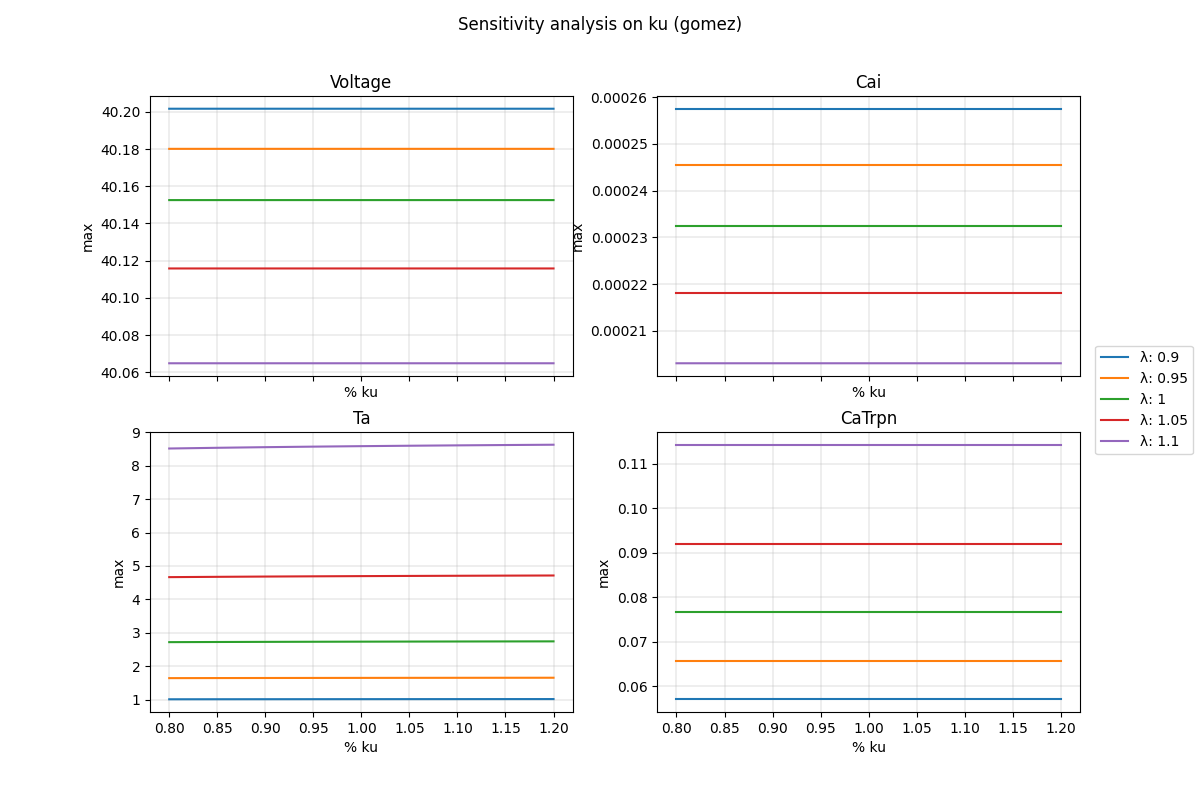 Sensitivity analysis on ku (gomez)
Voltage
40.20
40.18
40.16
40.14
40.12
40.10
40.08
40.06
max
% ku
Cai
0.00026
0.00025
0.00024
0.00023
0.00022
0.00021
max
% ku
Ta
9
8
7
6
5
4
3
2
1
max
0.80 0.85 0.90 0.95 1.00 1.05 1.10 1.15 1.20
% ku
CaTrpn
0.11
0.10
0.09
0.08
0.07
0.06
max
0.80 0.85 0.90 0.95 1.00 1.05 1.10 1.15 1.20
% ku
λ: 0.9
λ: 0.95
λ: 1
λ: 1.05
λ: 1.1